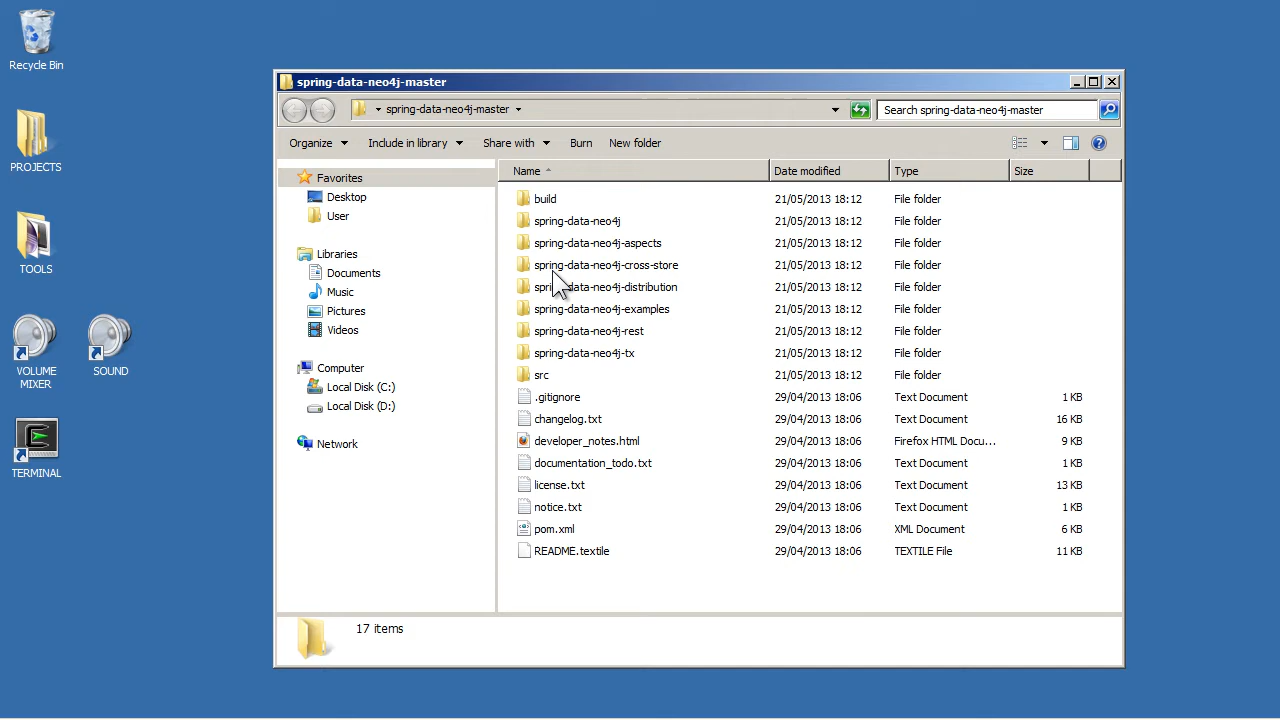 Recycle Bin
PROJECTS
TOOLS
VOLUME
MIXER
SOUND
TERMINAL
spring-data-neo4j-master
spring-data-neo4j-master
Search spring-data-neo4j-master
Organize Include in library Share with Burn New folder
Favorites
Desktop
User
Libraries
Documents
Music
Pictures
Videos
Computer
Local Disk (C:)
Local Disk (D:)
Network
Name Date modified Type Size
build 21/05/2013 18:12 File folder
spring-data-neo4j 21/05/2013 18:12 File folder
spring-data-neo4j-aspects 21/05/2013 18:12 File folder
spring-data-neo4j-cross-store 21/05/2013 18:12 File folder
spring-data-neo4j-distribution 21/05/2013 18:12 File folder
spring-data-neo4j-examples 21/05/2013 18:12 File folder
spring-data-neo4j-rest 21/05/2013 18:12 File folder
spring-data-neo4j-tx 21/05/2013 18:12 File folder
src 21/05/2013 18:12 File folder
.gitignore 29/04/2013 18:06 Text Document 1 KB
changelog.txt 29/04/2013 18:06 Text Document 16 KB
developer_notes.html 29/04/2013 18:06 Firefox HTML Docu... 9 KB
documentation_todo.txt 29/04/2013 18:06 Text Document 1 KB
license.txt 29/04/2013 18:06 Text Document 13 KB
notice.txt 29/04/2013 18:06 Text Document 1 KB
pom.xml 29/04/2013 18:06 XML Document 6 KB
README.textile 29/04/2013 18:06 TEXTILE File 11 KB
17 items